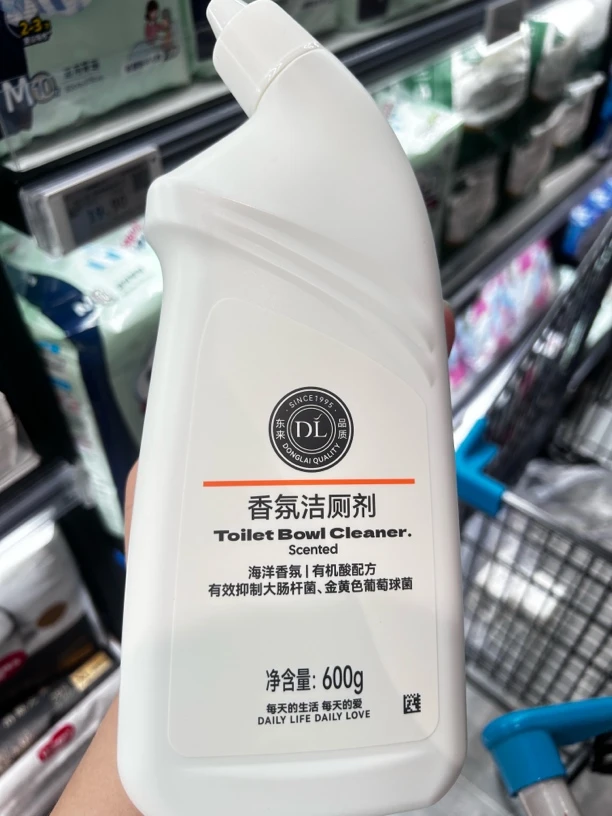 2-3
M 10
SINCE1995
东来 DL 品质
DONGLAI QUALITY
香氛洁厕剂
Toilet Bowl Cleaner.
Scented
海洋香氛 | 有机酸配方
有效抑制大肠杆菌、金黄色葡萄球菌
净含量: 600g
每天的生活 每天的爱
DAILY LIFE DAILY LOVE